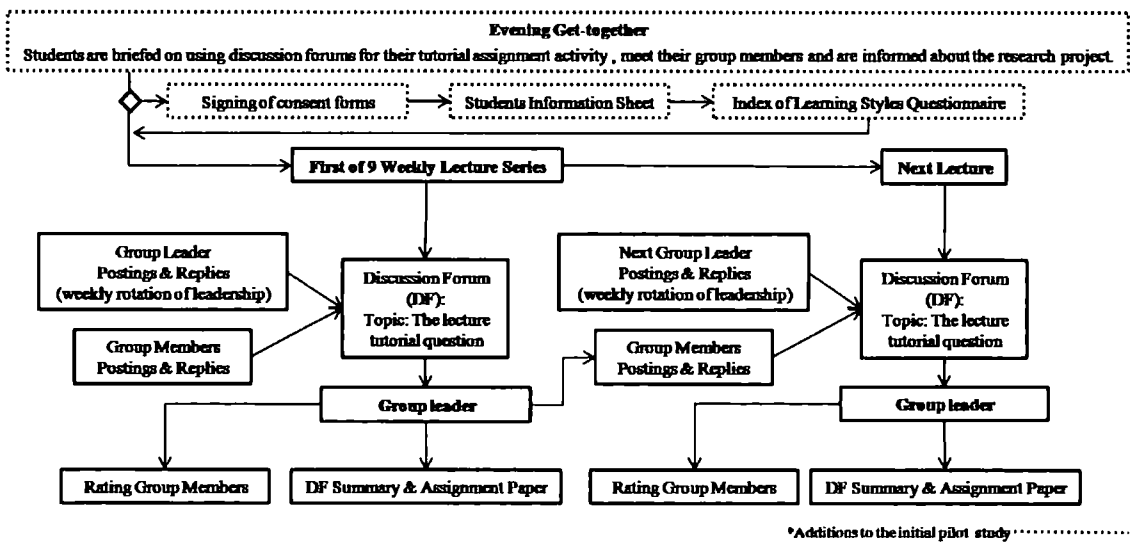 Evening Get-together
Students are briefed on using discussion forums for their tutorial assignment activity , meet their group members and are informed about the research project.
Signing of consent forms
Students Information Sheet
Index of Learning Styles Questionnaire
First of 9 Weekly Lecture Series
Next Lecture
Group Leader
Postings & Replies
(weekly rotation of leadership)
Discussion Forum
(DF):
Topic: The lecture
tutorial question
Group Members
Postings & Replies
Next Group Leader
Postings & Replies
(weekly rotation of leadership)
Discussion Forum
(DF):
Topic: The lecture
tutorial question
Group Members
Postings & Replies
Group leader
Group leader
Rating Group Members
DF Summary & Assignment Paper
Rating Group Members
DF Summary & Assignment Paper
*Additions to the initial pilot study